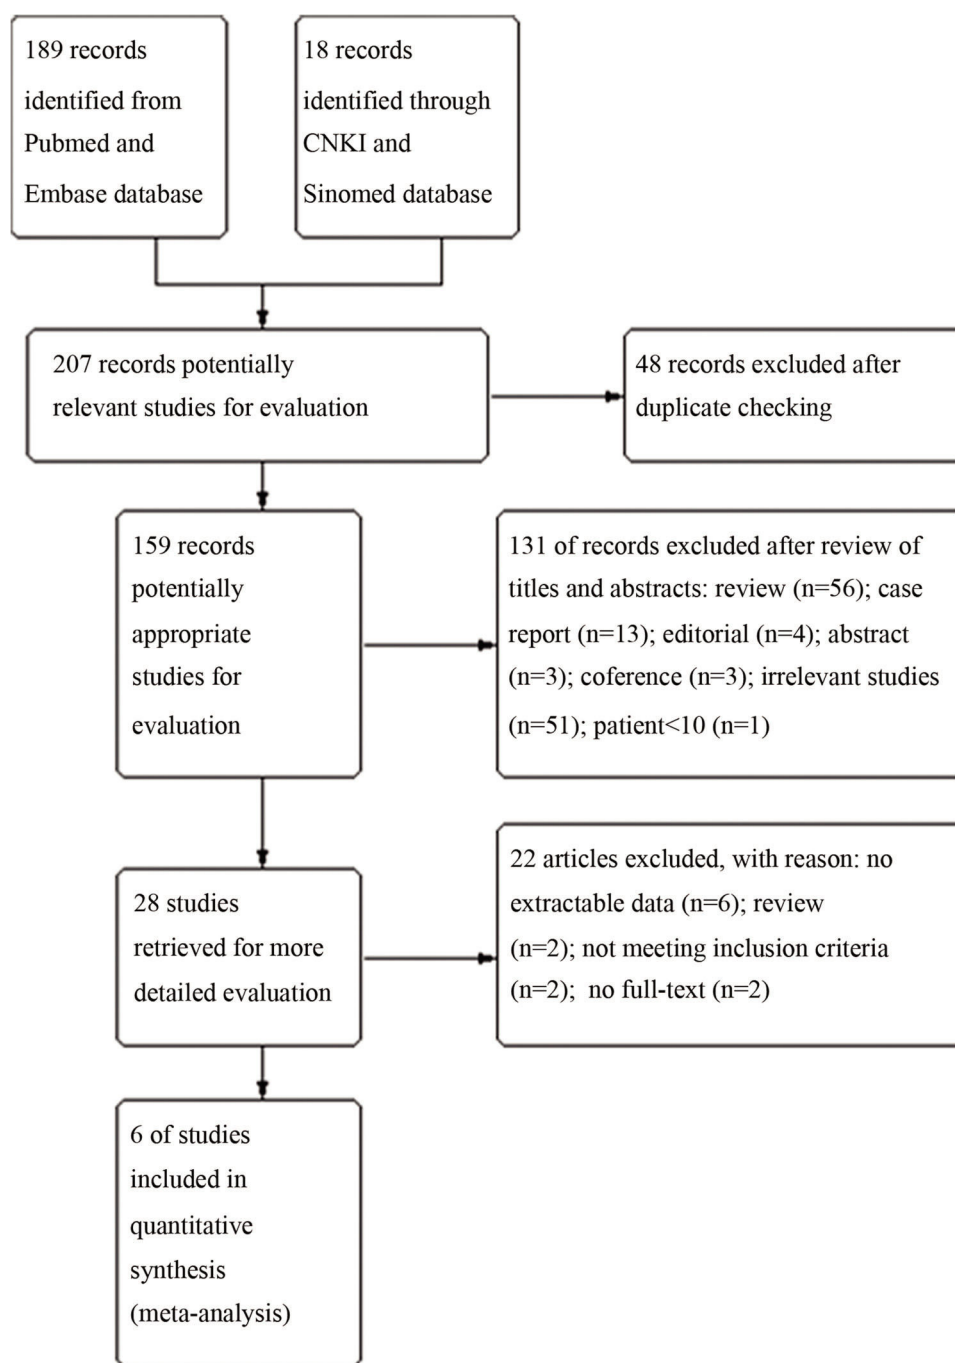 189 records
identified from
Pubmed and
Embase database
18 records
identified through
CNKI and
Sinomed database
207 records potentially
relevant studies for evaluation
48 records excluded after
duplicate checking
159 records
potentially
appropriate
studies for
evaluation
131 of records excluded after review of
titles and abstracts: review (n=56); case
report (n=13); editorial (n=4); abstract
(n=3); coference (n=3); irrelevant studies
(n=51); patient<10 (n=1)
28 studies
retrieved for more
detailed evaluation
22 articles excluded, with reason: no
extractable data (n=6); review
(n=2); not meeting inclusion criteria
(n=2); no full-text (n=2)
6 of studies
included in
quantitative
synthesis
(meta-analysis)